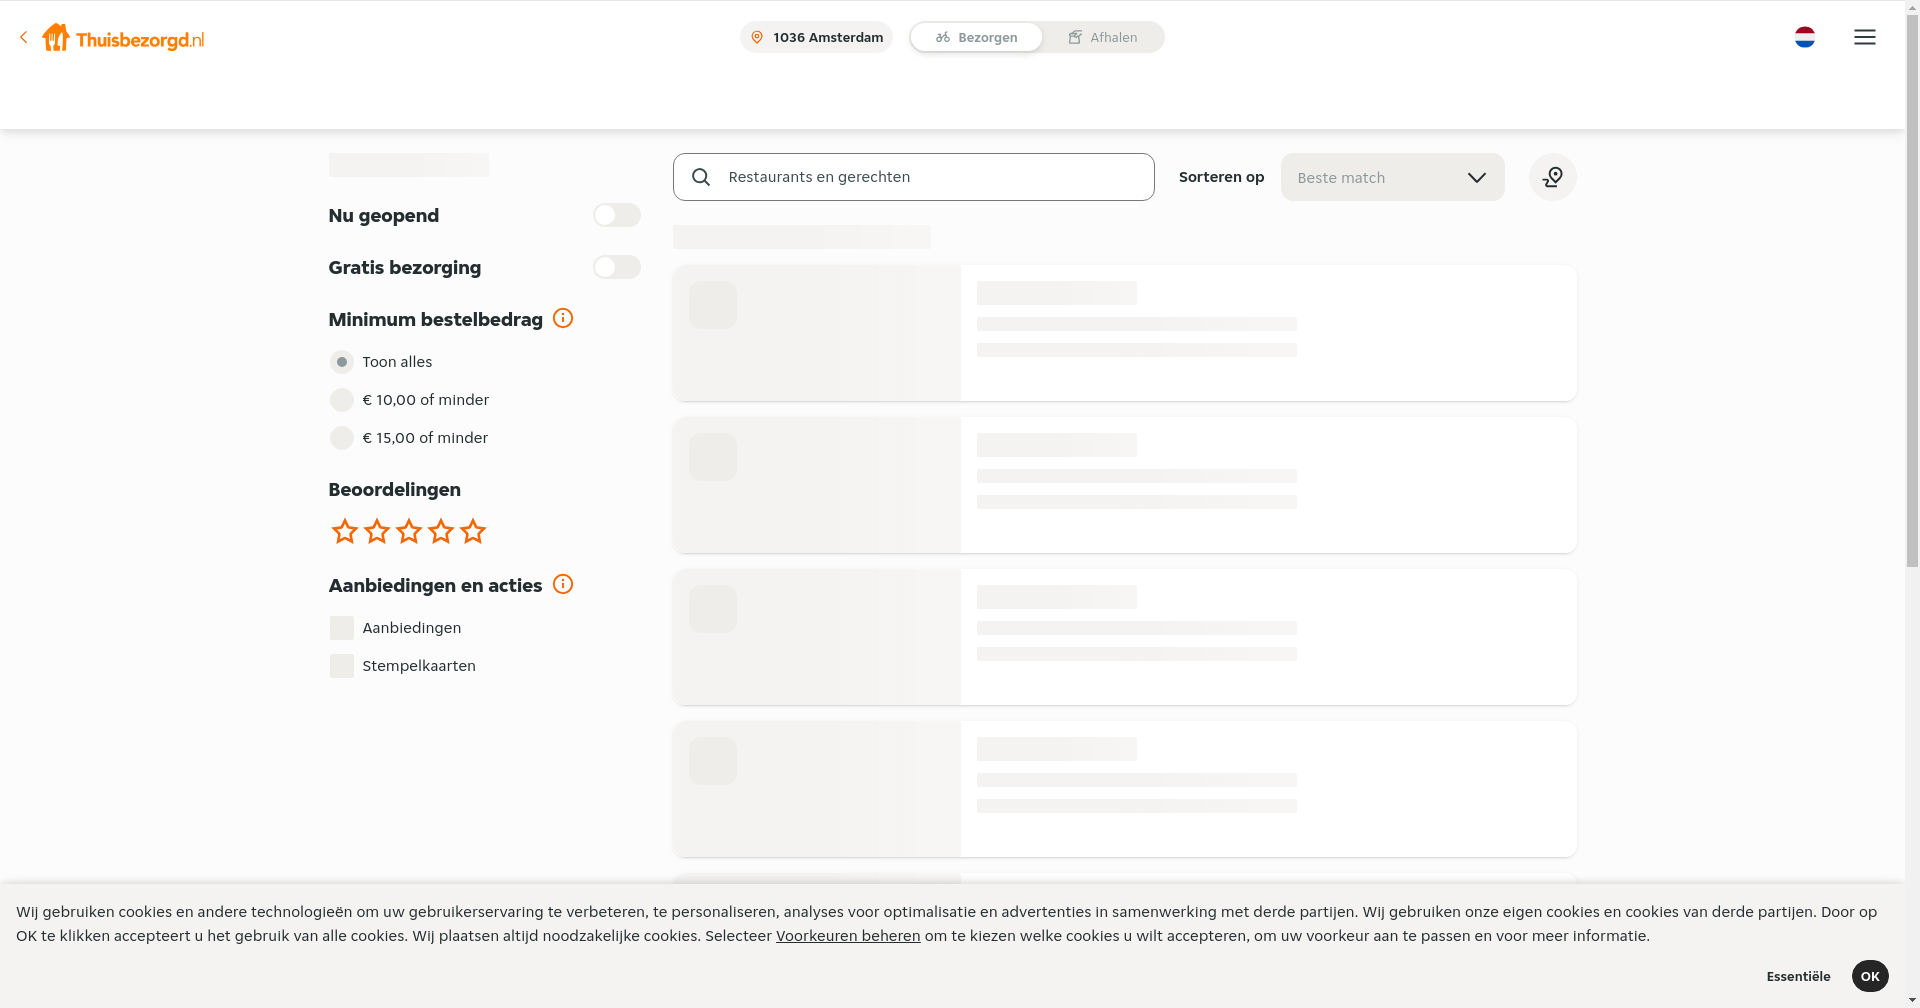 Thuisbezorgd.nl
1036 Amsterdam
Bezorgen
Afhalen
Restaurants en gerechten
Sorteren op
Beste match
Nu geopend
Gratis bezorging
Minimum bestelbedrag
Toon alles
€ 10,00 of minder
€ 15,00 of minder
Beoordelingen
Aanbiedingen en acties
Aanbiedingen
Stempelkaarten
Wij gebruiken cookies en andere technologieën om uw gebruikerservaring te verbeteren, te personaliseren, analyses voor optimalisatie en advertenties in samenwerking met derde partijen. Wij gebruiken onze eigen cookies en cookies van derde partijen. Door op
OK te klikken accepteert u het gebruik van alle cookies. Wij plaatsen altijd noodzakelijke cookies. Selecteer Voorkeuren beheren om te kiezen welke cookies u wilt accepteren, om uw voorkeur aan te passen en voor meer informatie.
Essentiële
OK